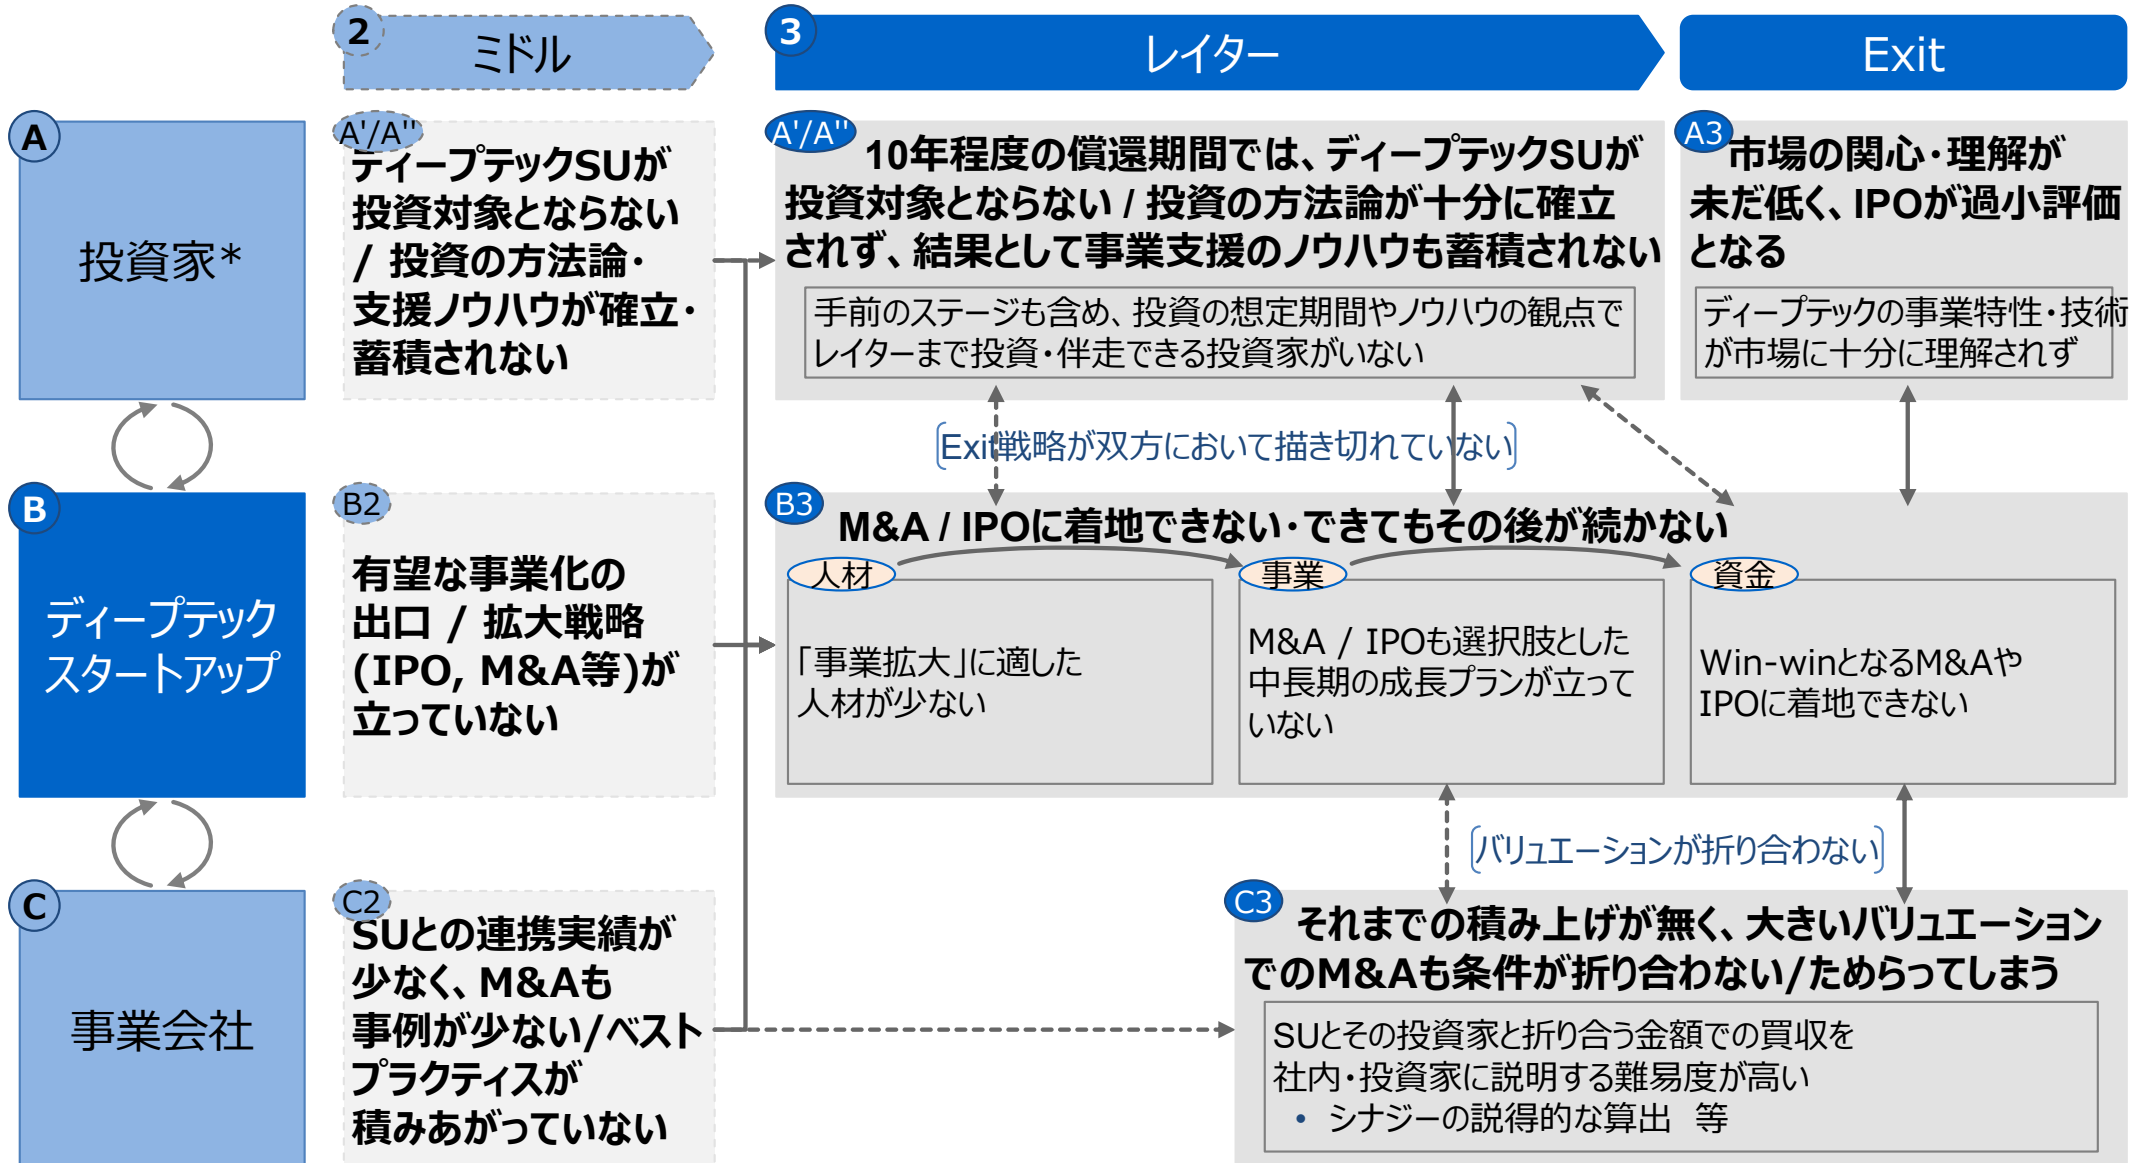 2
ミドル
3
レイター
Exit
A
投資家*
A'/A"
ディープテックSUが
投資対象とならない
/ 投資の方法論・
支援ノウハウが確立・
蓄積されない
A'/A"
10年程度の償還期間では、ディープテックSUが
投資対象とならない / 投資の方法論が十分に確立
されず、結果として事業支援のノウハウも蓄積されない
手前のステージも含め、投資の想定期間やノウハウの観点で
レイターまで投資・伴走できる投資家がいない
A3
市場の関心・理解が
未だ低く、IPOが過小評価
となる
ディープテックの事業特性・技術
が市場に十分に理解されず
Exit戦略が双方において描き切れていない
B
ディープテック
スタートアップ
B2
有望な事業化の
出口 / 拡大戦略
(IPO, M&A等)が
立っていない
B3
M&A / IPOに着地できない・できてもその後が続かない
人材
「事業拡大」に適した
人材が少ない
事業
M&A / IPOも選択肢とした
中長期の成長プランが立って
いない
資金
Win-winとなるM&Aや
IPOに着地できない
バリュエーションが折り合わない
C
事業会社
C2
SUとの連携実績が
少なく、M&Aも
事例が少ない/ベスト
プラクティスが
積みあがっていない
C3
それまでの積み上げが無く、大きいバリュエーション
でのM&Aも条件が折り合わない/ためらってしまう
SUとその投資家と折り合う金額での買収を
社内・投資家に説明する難易度が高い
• シナジーの説得的な算出　等